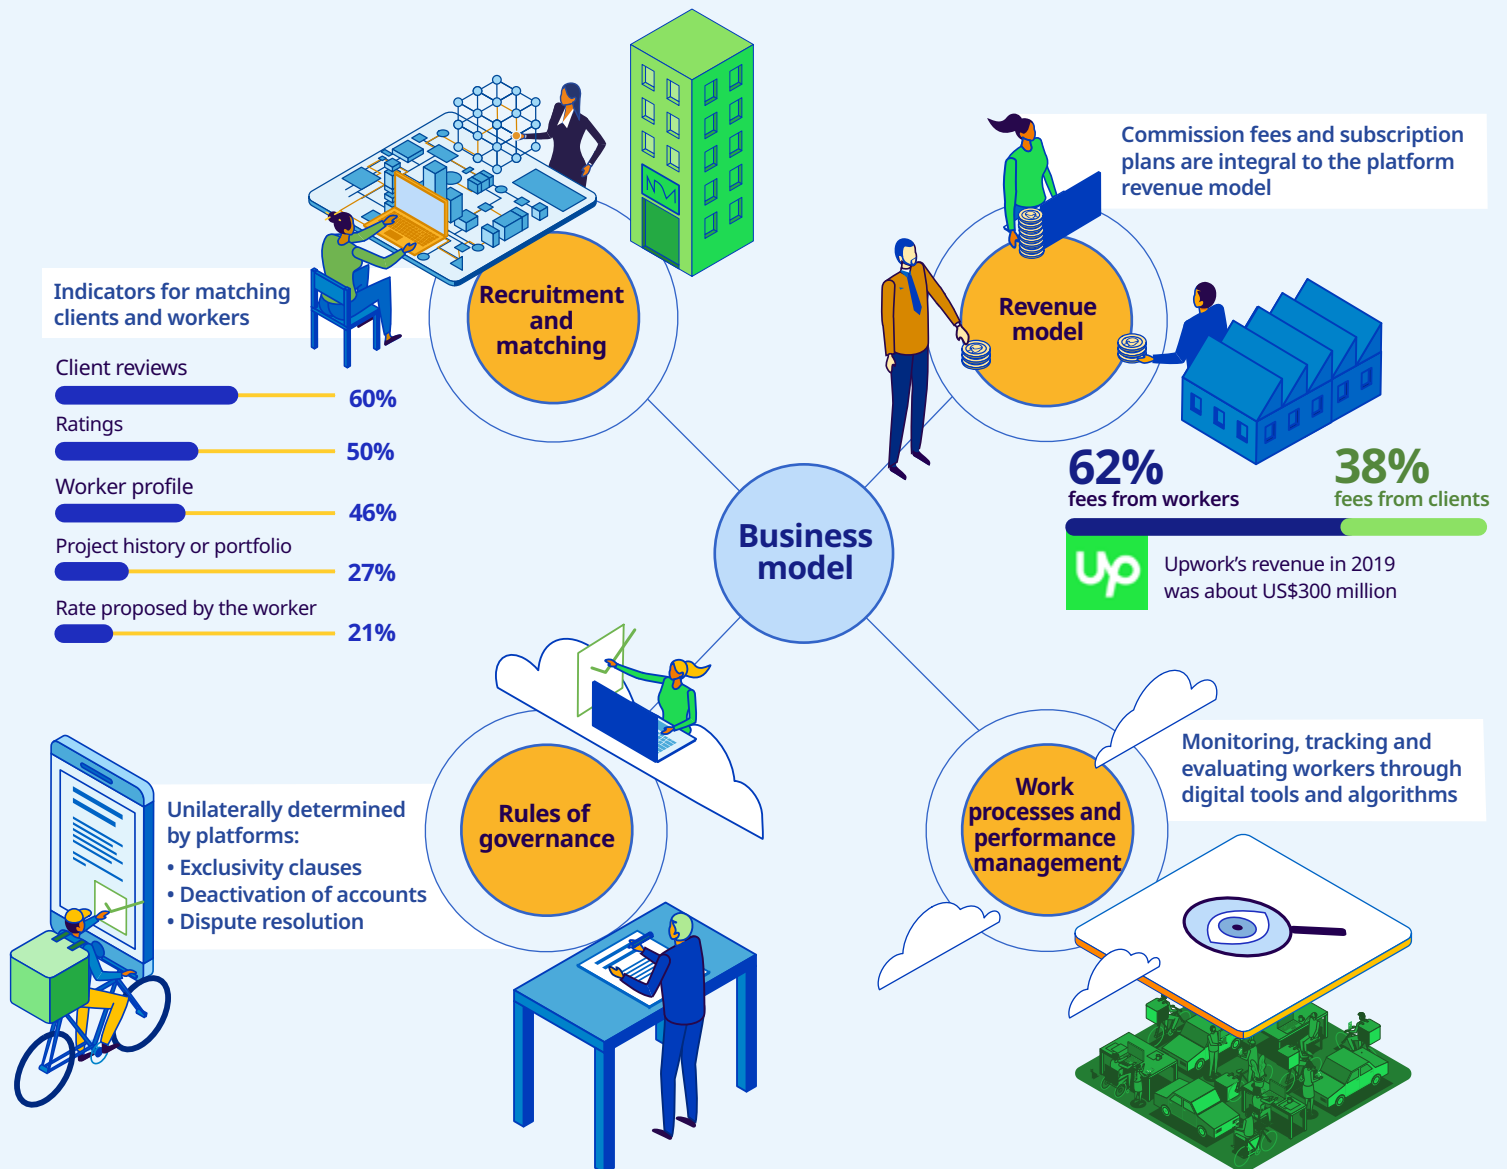 Commission fees and subscription
plans are integral to the platform
revenue model
Indicators for matching
clients and workers
Recruitment
and
matching
Revenue
model
Client reviews
60%
Ratings
50%
Worker profile
46%
Project history or portfolio
27%
Rate proposed by the worker
21%
62%
fees from workers
38%
fees from clients
Up
Upwork's revenue in 2019
was about US$300 million
Business
model
Unilaterally determined
by platforms:
• Exclusivity clauses
• Deactivation of accounts
• Dispute resolution
Rules of
governance
Work
processes and
performance
management
Monitoring, tracking and
evaluating workers through
digital tools and algorithms